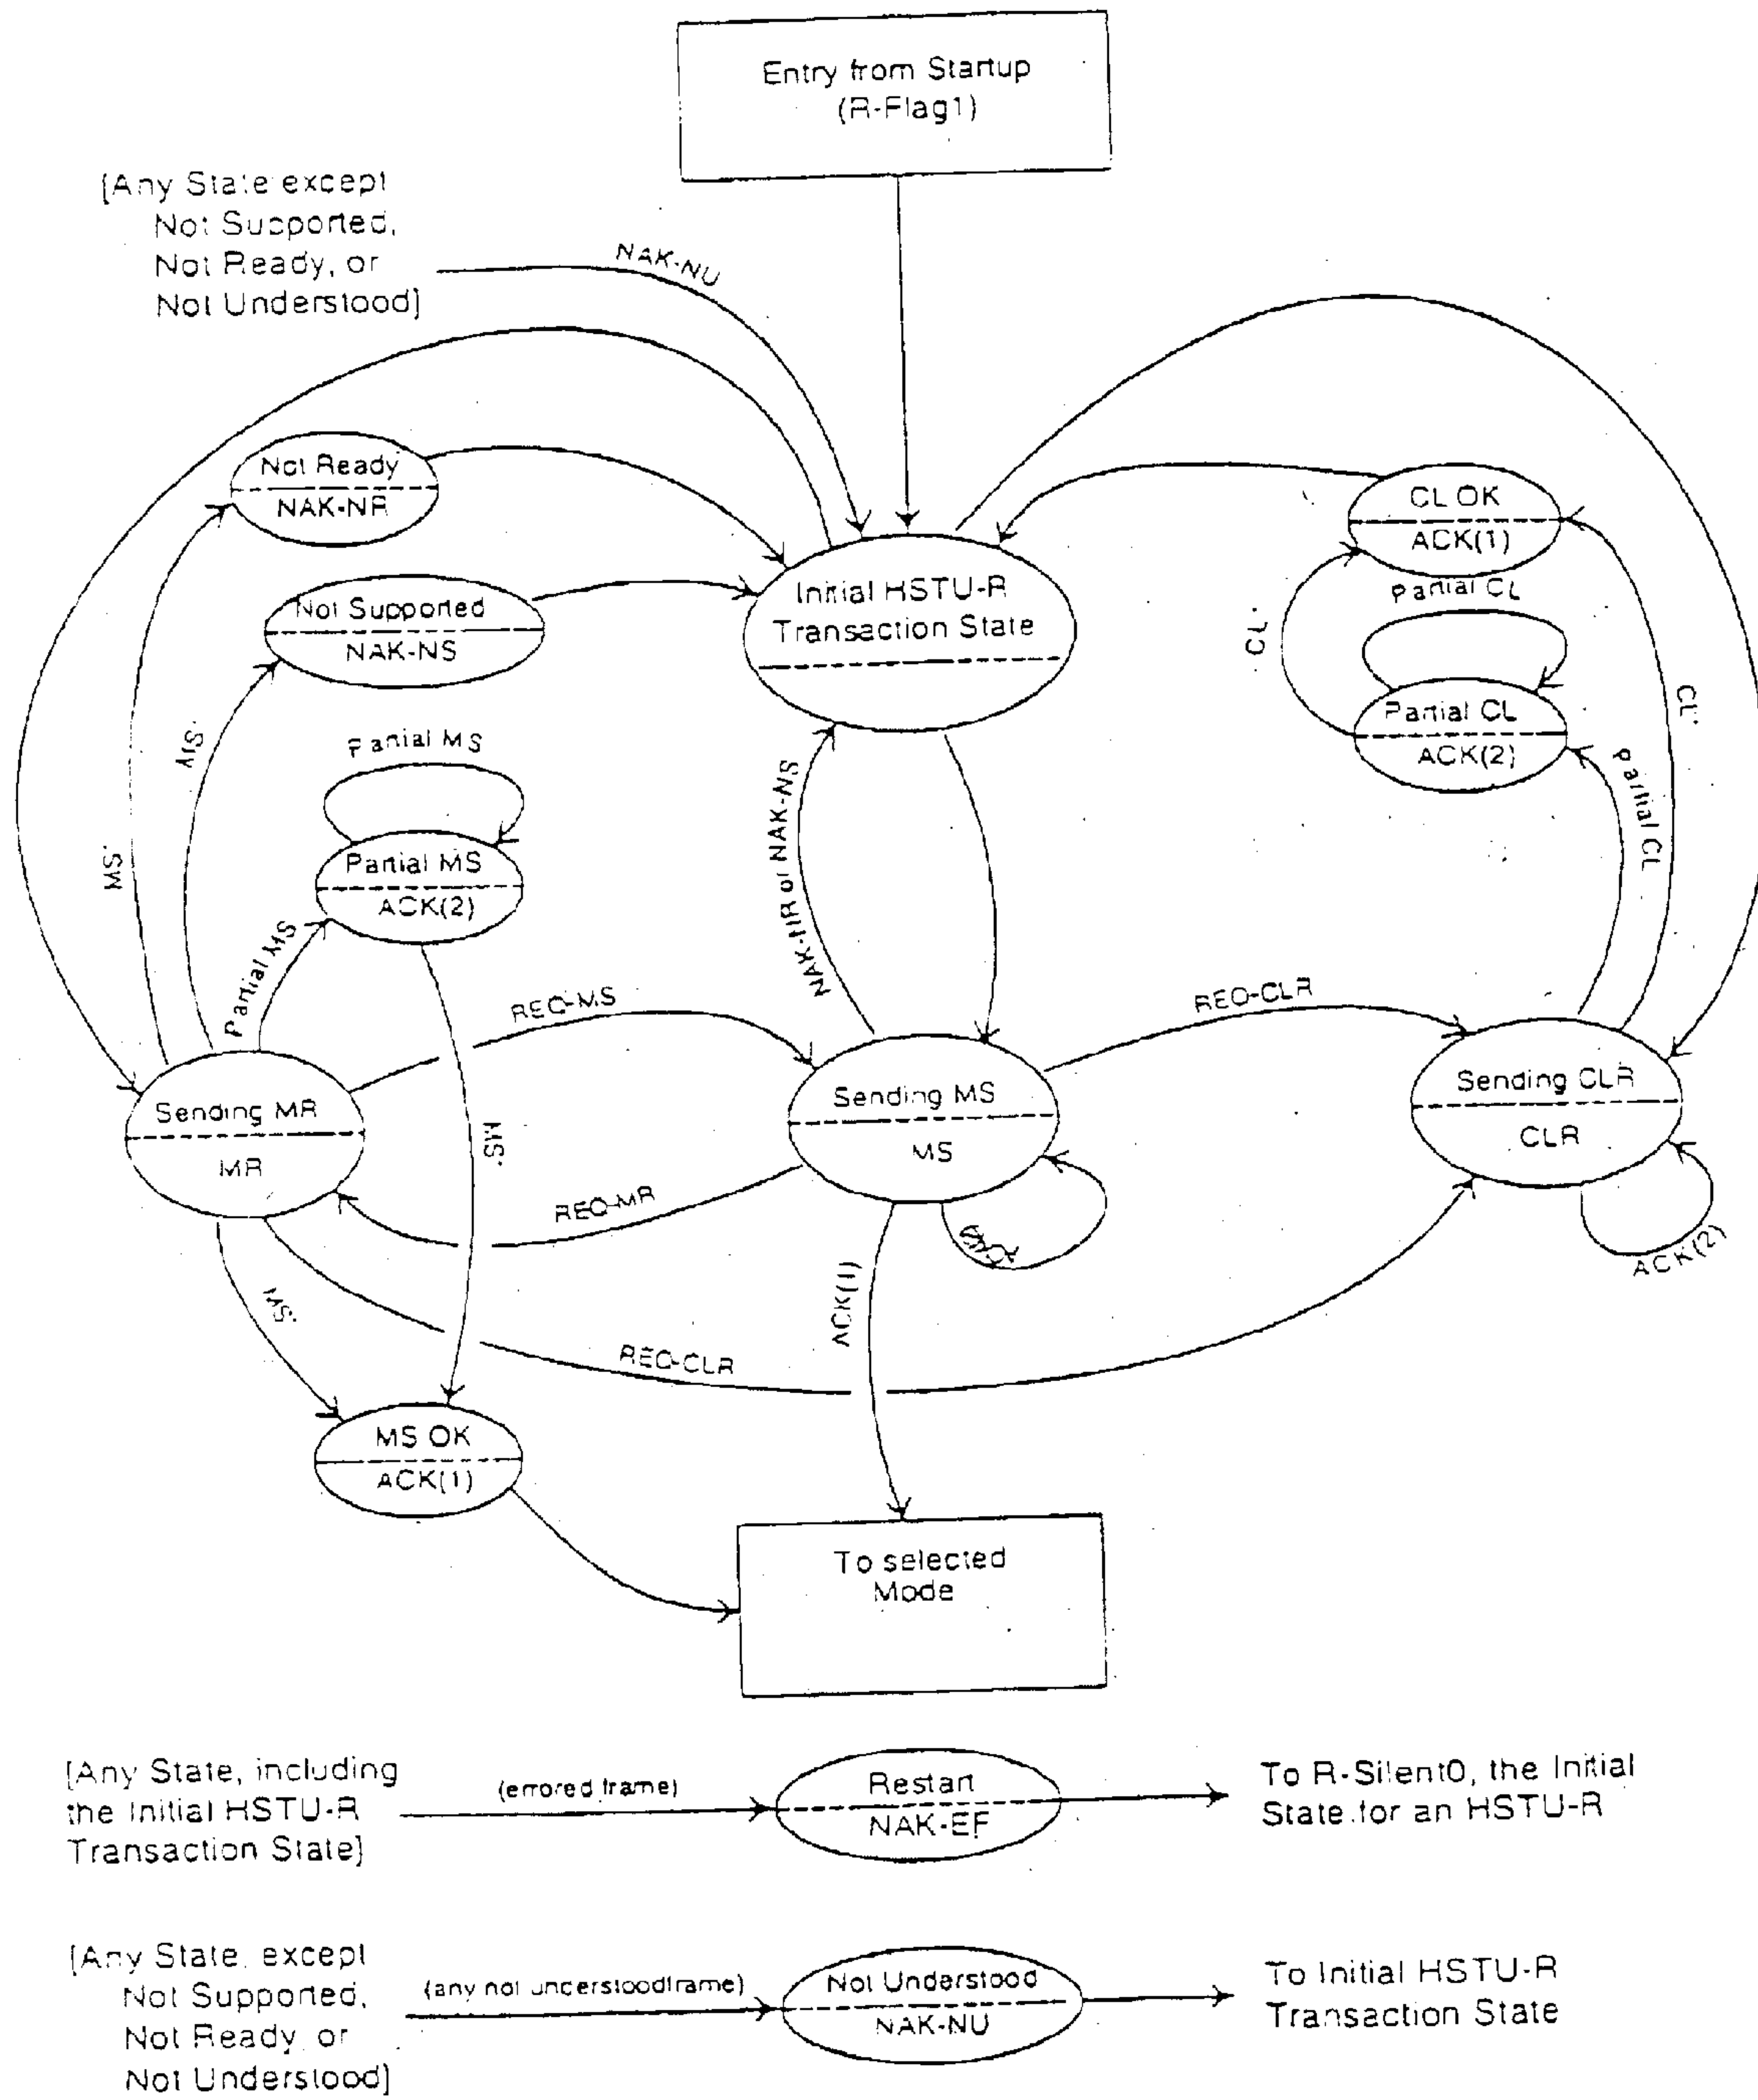 Entry from Startup
(R-Flag1)
[Any State except
Not Supported,
Not Ready, or
Not Understood]
NAK-NU
Not Ready
NAK-NR
CL OK
ACK(1)
Initial HSTU-R
Transaction State
Not Supported
NAK-NS
Partial CL
CL*
Partial CL
ACK(2)
CL*
Partial CL
MS*
MS*
Partial MS
Partial MS
ACK(2)
Partial MS
NAK-NR or NAK-NS
REQ-MS
REQ-CLR
Sending MR
MR
MS*
Sending MS
MS
Sending CLR
CLR
REQ-MR
ACK(2)
MS*
ACK(1)
REQ-CLR
MS OK
ACK(1)
To selected
Mode
[Any State, including
the Initial HSTU-R
Transaction State]
(errored frame)
Restart
NAK-EF
To R-Silent0, the Initial
State for an HSTU-R
[Any State, except
Not Supported,
Not Ready, or
Not Understood]
(any not understood frame)
Not Understood
NAK-NU
To Initial HSTU-R
Transaction State